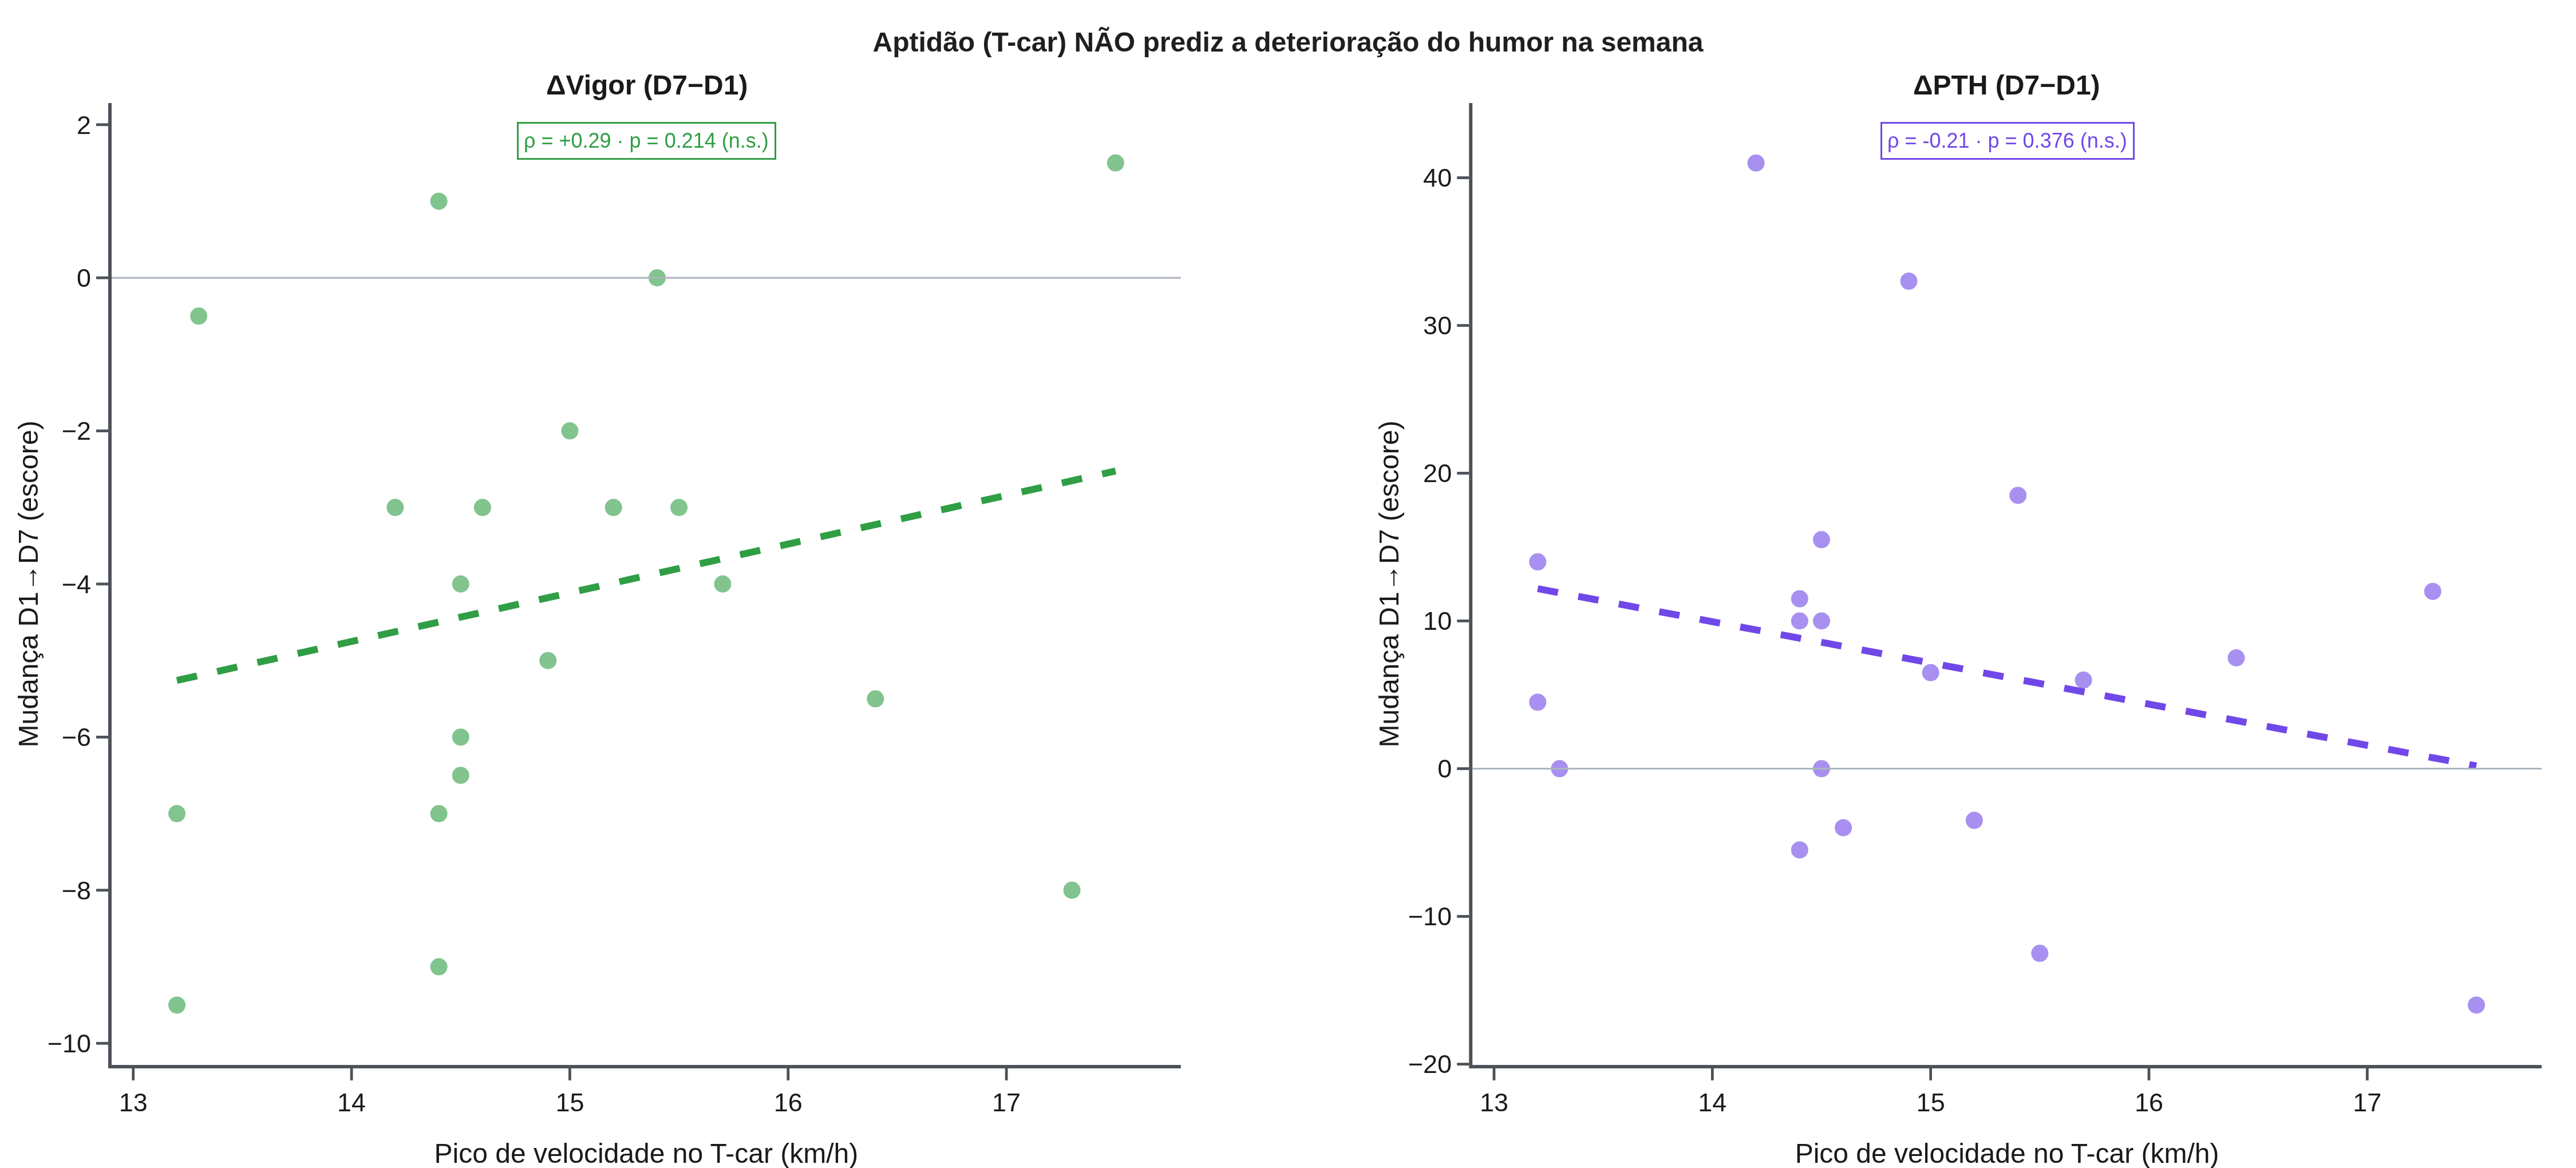 Aptidão (T-car) NÃO prediz a deterioração do humor na semana
ΔVigor (D7−D1)
ρ = +0.29 · p = 0.214 (n.s.)
Mudança D1→D7 (escore)
2
0
−2
−4
−6
−8
−10
13
14
15
16
17
Pico de velocidade no T-car (km/h)
ΔPTH (D7−D1)
ρ = -0.21 · p = 0.376 (n.s.)
Mudança D1→D7 (escore)
40
30
20
10
0
−10
−20
13
14
15
16
17
Pico de velocidade no T-car (km/h)